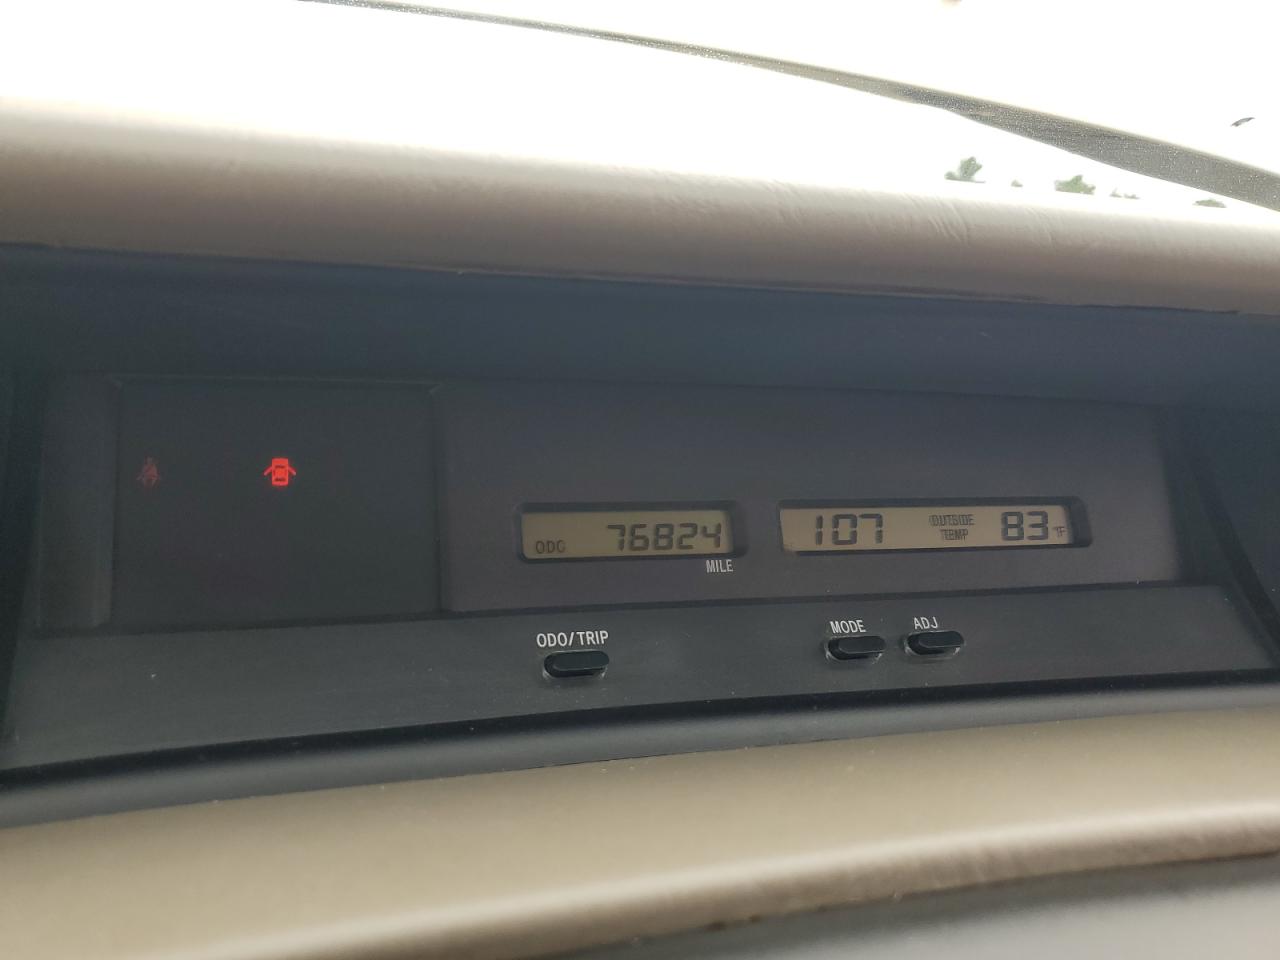 ODO 76824
MILE
107 OUTSIDE TEMP 83°F
ODO/TRIP
MODE ADJ